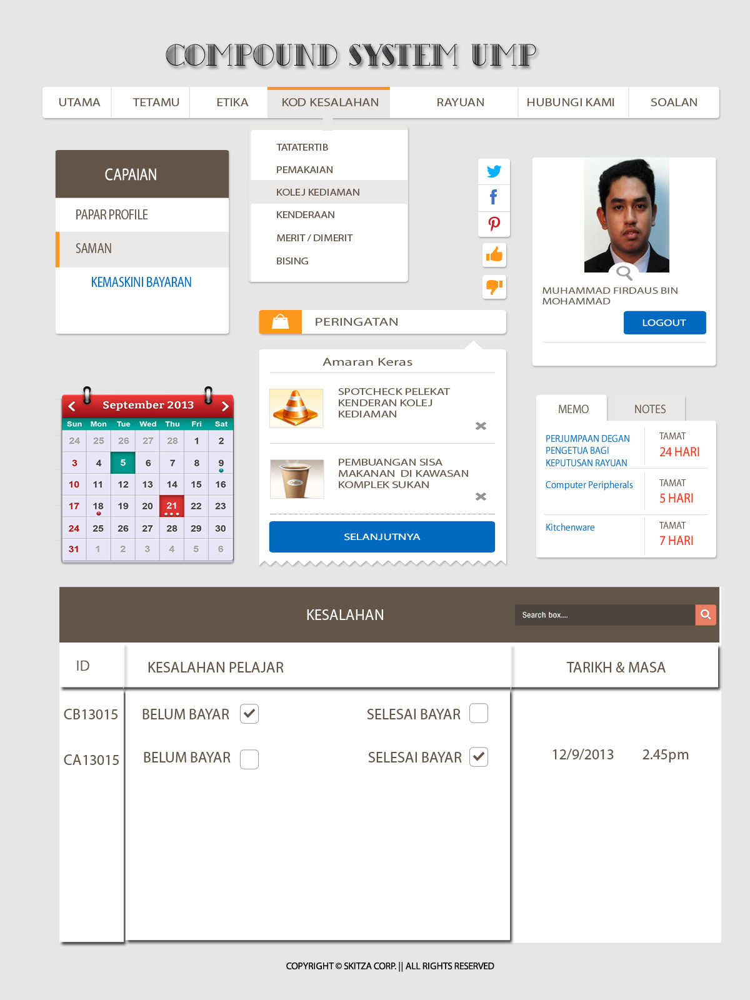 COMPOUND SYSTEM UMP
UTAMA TETAMU ETIKA KOD KESALAHAN RAYUAN HUBUNGI KAMI SOALAN
TATATERTIB
PEMAKAIAN
KOLEJ KEDIAMAN
KENDERAAN
MERIT / DIMERIT
BISING
CAPAIAN
PAPAR PROFILE
SAMAN
KEMASKINI BAYARAN
MUHAMMAD FIRDAUS BIN
MOHAMMAD
LOGOUT
PERINGATAN
Amaran Keras
SPOTCHECK PELEKAT
KENDERAN KOLEJ
KEDIAMAN
Coffee
PEMBUANGAN SISA
MAKANAN DI KAWASAN
KOMPLEK SUKAN
SELANJUTNYA
September 2013
Sun Mon Tue Wed Thu Fri Sat
24 25 26 27 28 1 2
3 4 5 6 7 8 9
10 11 12 13 14 15 16
17 18 19 20 21 22 23
24 25 26 27 28 29 30
31 1 2 3 4 5 6
MEMO NOTES
PERJUMPAAN DEGAN
PENGETUA BAGI
KEPUTUSAN RAYUAN
TAMAT
24 HARI
Computer Peripherals
TAMAT
5 HARI
Kitchenware
TAMAT
7 HARI
KESALAHAN
Search box....
ID KESALAHAN PELAJAR TARIKH & MASA
CB13015 BELUM BAYAR SELESAI BAYAR
CA13015 BELUM BAYAR SELESAI BAYAR 12/9/2013 2.45pm
COPYRIGHT © SKITZA CORP. || ALL RIGHTS RESERVED